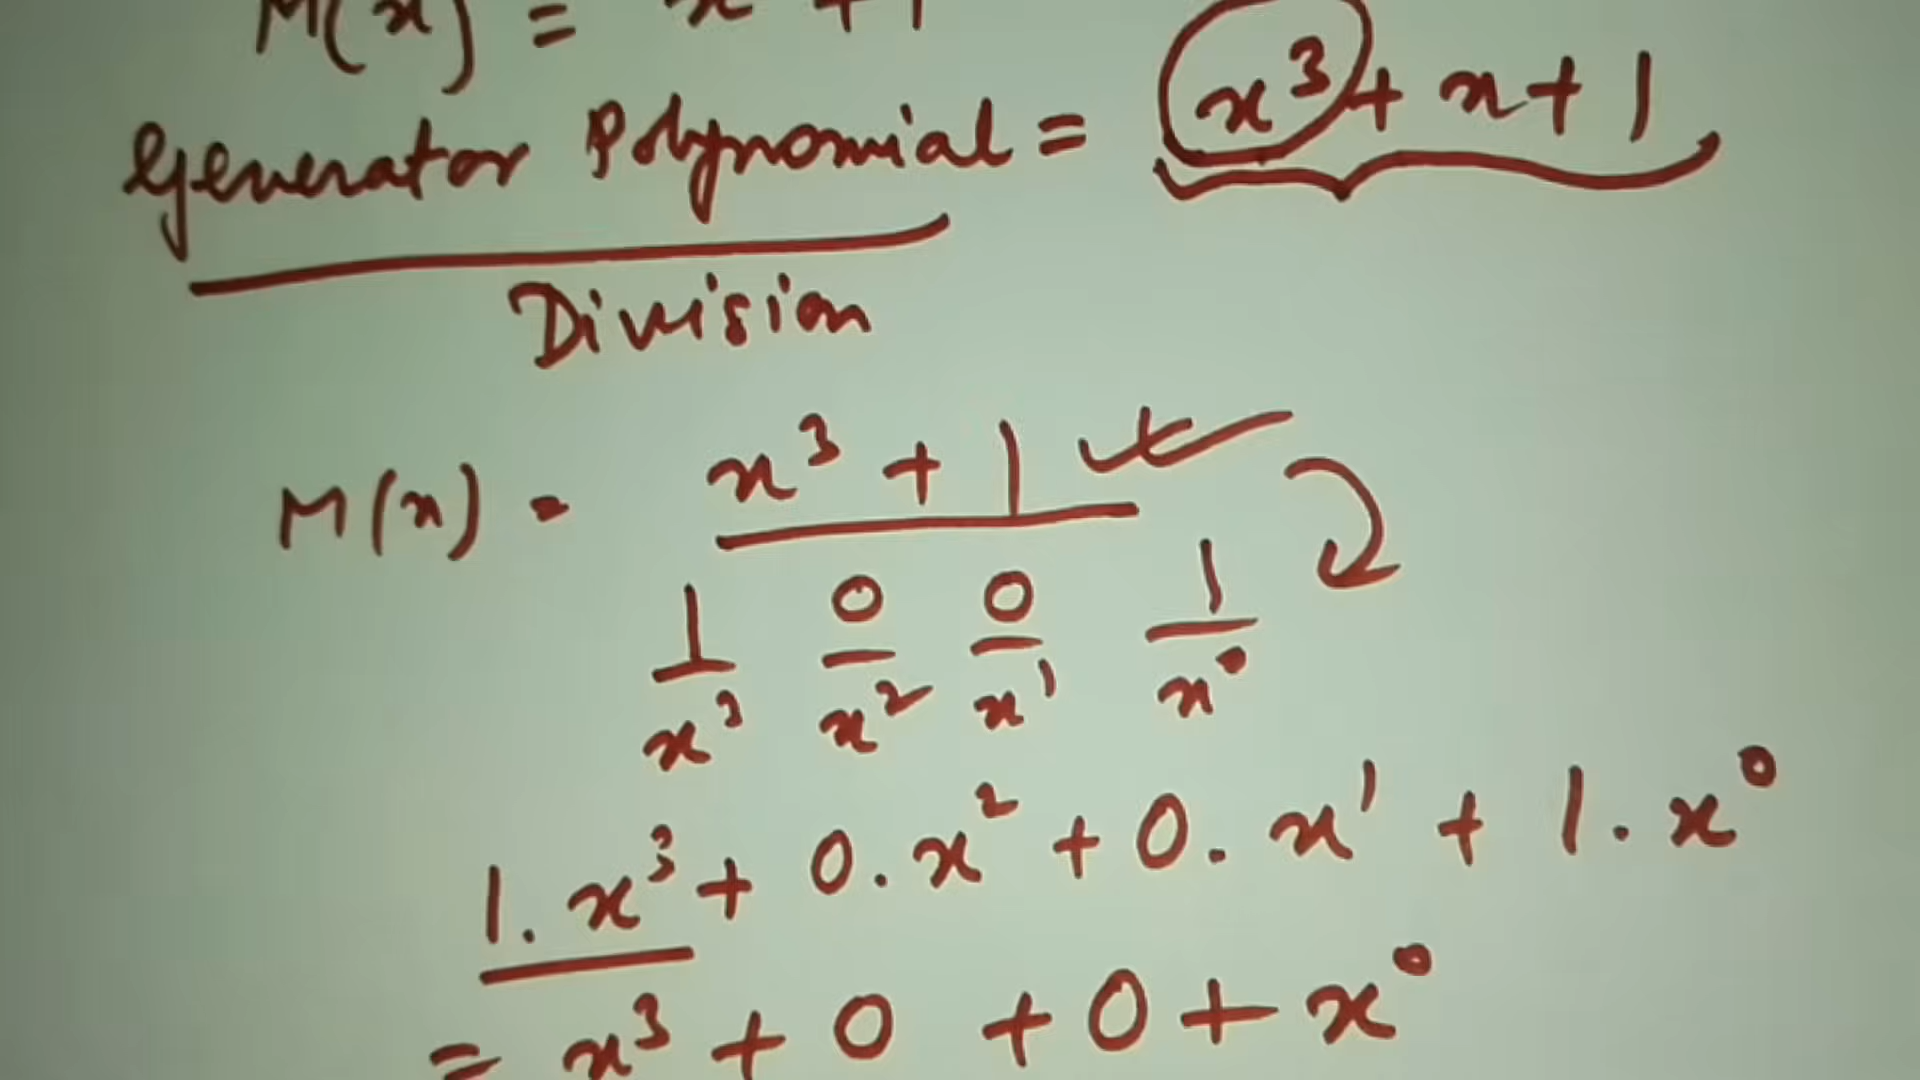 M(x) = x + 1
Generator Polynomial = x³ + x + 1
Division
M(x) = x³ + 1
1 0 0 1
x³ x² x¹ x⁰
1. x³ + 0. x² + 0. x¹ + 1. x⁰
= x³ + 0 + 0 + x⁰